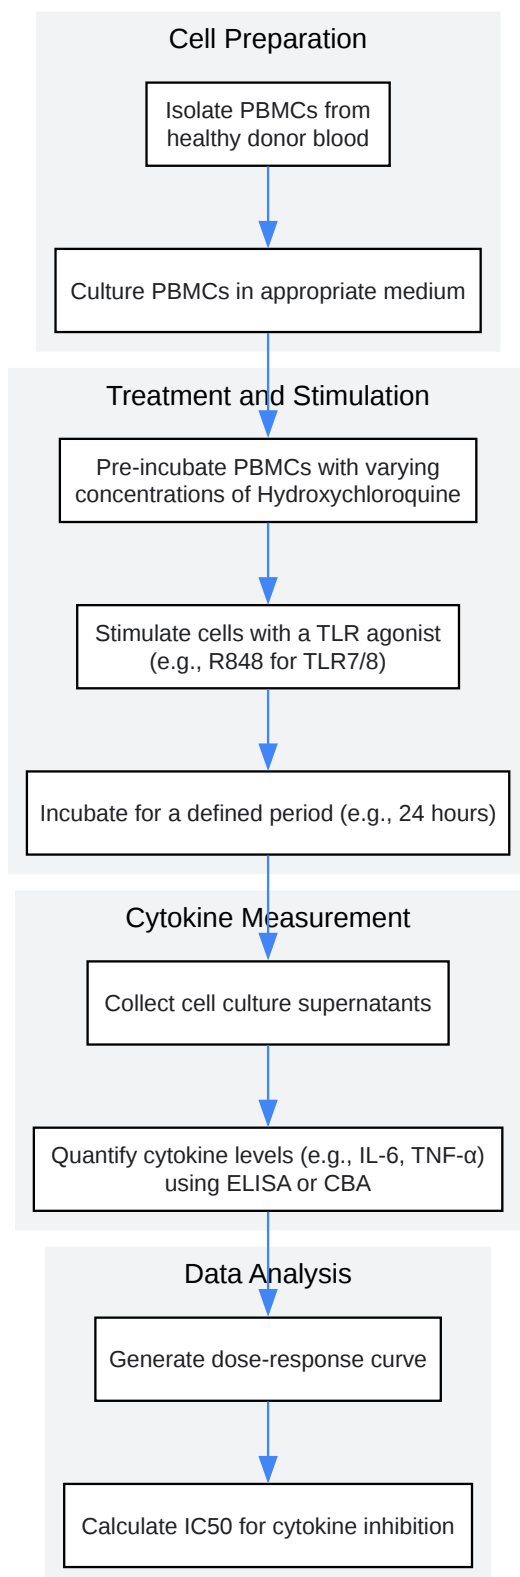 Cell Preparation
Isolate PBMCs from
healthy donor blood
Culture PBMCs in appropriate medium
Treatment and Stimulation
Pre-incubate PBMCs with varying
concentrations of Hydroxychloroquine
Stimulate cells with a TLR agonist
(e.g., R848 for TLR7/8)
Incubate for a defined period (e.g., 24 hours)
Cytokine Measurement
Collect cell culture supernatants
Quantify cytokine levels (e.g., IL-6, TNF-α)
using ELISA or CBA
Data Analysis
Generate dose-response curve
Calculate IC50 for cytokine inhibition